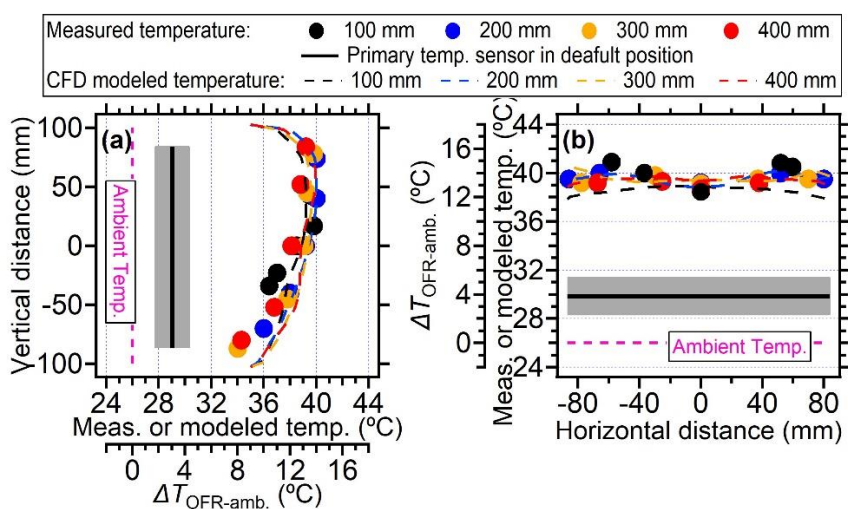 Measured temperature: 100 mm 200 mm 300 mm 400 mm
Primary temp. sensor in deafult position
CFD modeled temperature: 100 mm 200 mm 300 mm 400 mm
(a)
Vertical distance (mm)
100
50
0
-50
-100
Ambient Temp.
24 28 32 36 40 44
Meas. or modeled temp. (ºC)
0 4 8 12 16
ΔT OFR-amb. (ºC)
(b)
ΔT OFR-amb. (ºC)
16
12
8
4
0
Meas. or modeled temp. (ºC)
44
40
36
32
28
24
Ambient Temp.
-80 -40 0 40 80
Horizontal distance (mm)